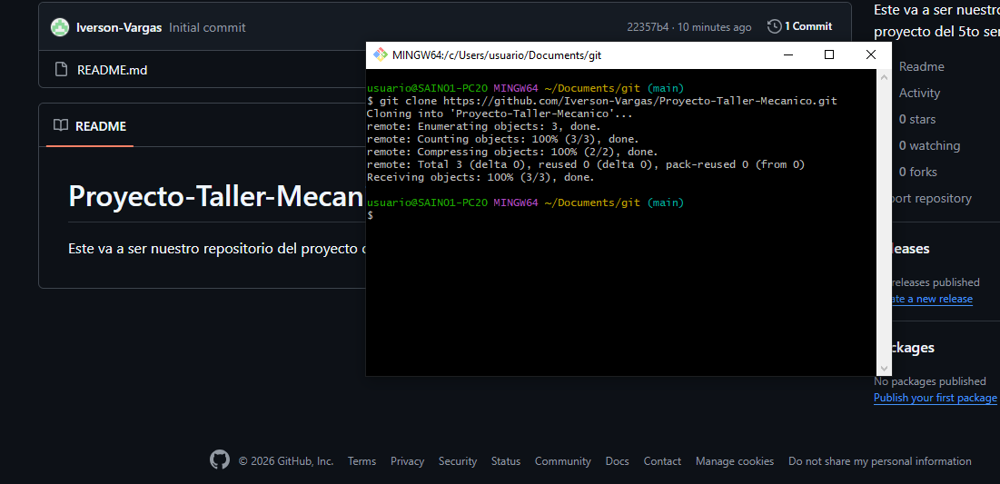 Iverson-Vargas Initial commit 22357b4 · 10 minutes ago 1 Commit
README.md
README
Proyecto-Taller-Mecan
Este va a ser nuestro repositorio del proyecto
MINGW64:/c/Users/usuario/Documents/git
usuario@SAIN01-PC20 MINGW64 ~/Documents/git (main)
$ git clone https://github.com/Iverson-Vargas/Proyecto-Taller-Mecanico.git
Cloning into 'Proyecto-Taller-Mecanico'...
remote: Enumerating objects: 3, done.
remote: Counting objects: 100% (3/3), done.
remote: Compressing objects: 100% (2/2), done.
remote: Total 3 (delta 0), reused 0 (delta 0), pack-reused 0 (from 0)
Receiving objects: 100% (3/3), done.
usuario@SAIN01-PC20 MINGW64 ~/Documents/git (main)
$
Este va a ser nuestro
proyecto del 5to ser
Readme
Activity
0 stars
0 watching
0 forks
port repository
leases
releases published
ate a new release
ckages
No packages published
Publish your first package
© 2026 GitHub, Inc. Terms Privacy Security Status Community Docs Contact Manage cookies Do not share my personal information